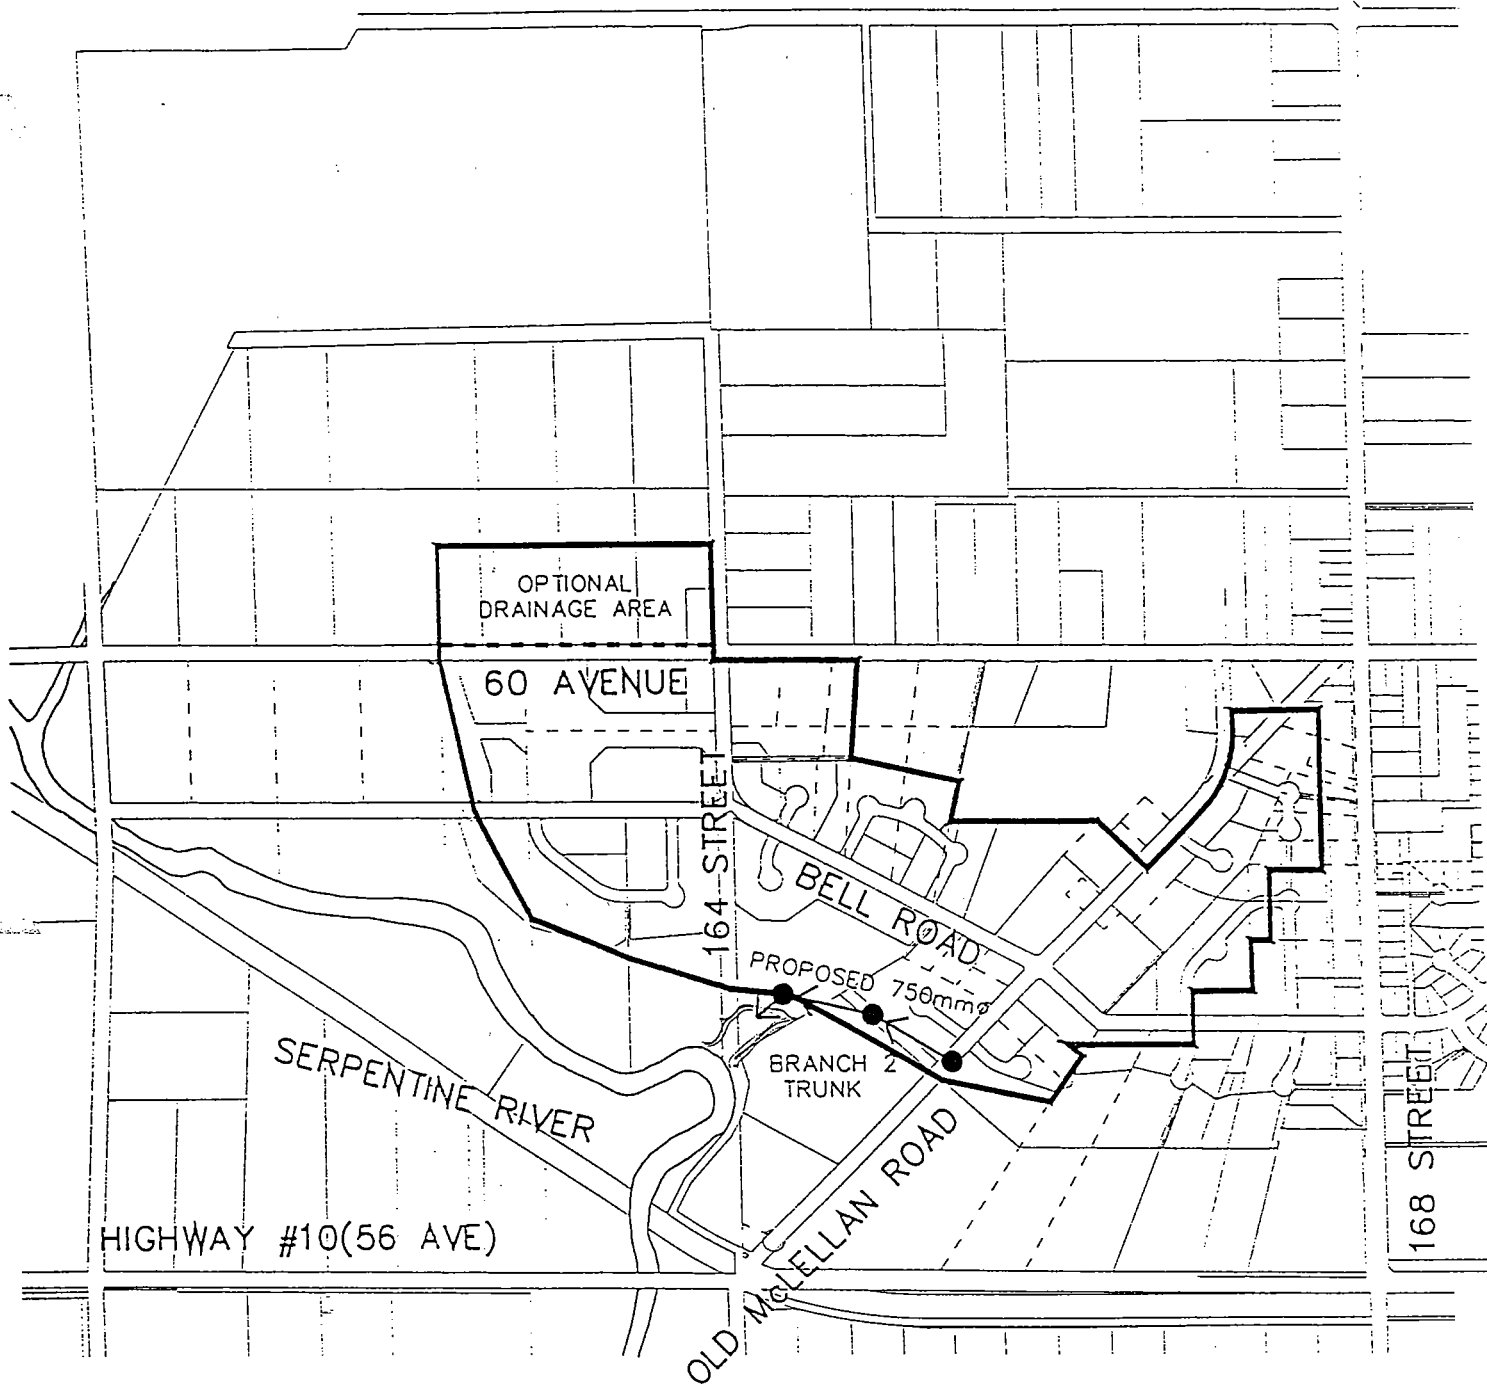 OPTIONAL
DRAINAGE AREA
60 AVENUE
164 STREET
BELL ROAD
PROPOSED 750mmø
BRANCH 2
TRUNK
SERPENTINE RIVER
OLD McLELLAN ROAD
168 STREET
HIGHWAY #10(56 AVE)